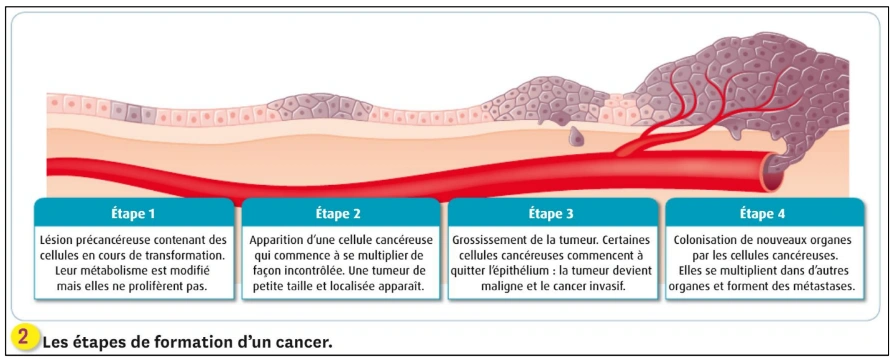 Étape 1
Lésion précancéreuse contenant des
cellules en cours de transformation.
Leur métabolisme est modifié
mais elles ne prolifèrent pas.
Étape 2
Apparition d'une cellule cancéreuse
qui commence à se multiplier de
façon incontrôlée. Une tumeur de
petite taille et localisée apparaît.
Étape 3
Grossissement de la tumeur. Certaines
cellules cancéreuses commencent à
quitter l'épithélium : la tumeur devient
maligne et le cancer invasif.
Étape 4
Colonisation de nouveaux organes
par les cellules cancéreuses.
Elles se multiplient dans d'autres
organes et forment des métastases.
2 Les étapes de formation d'un cancer.